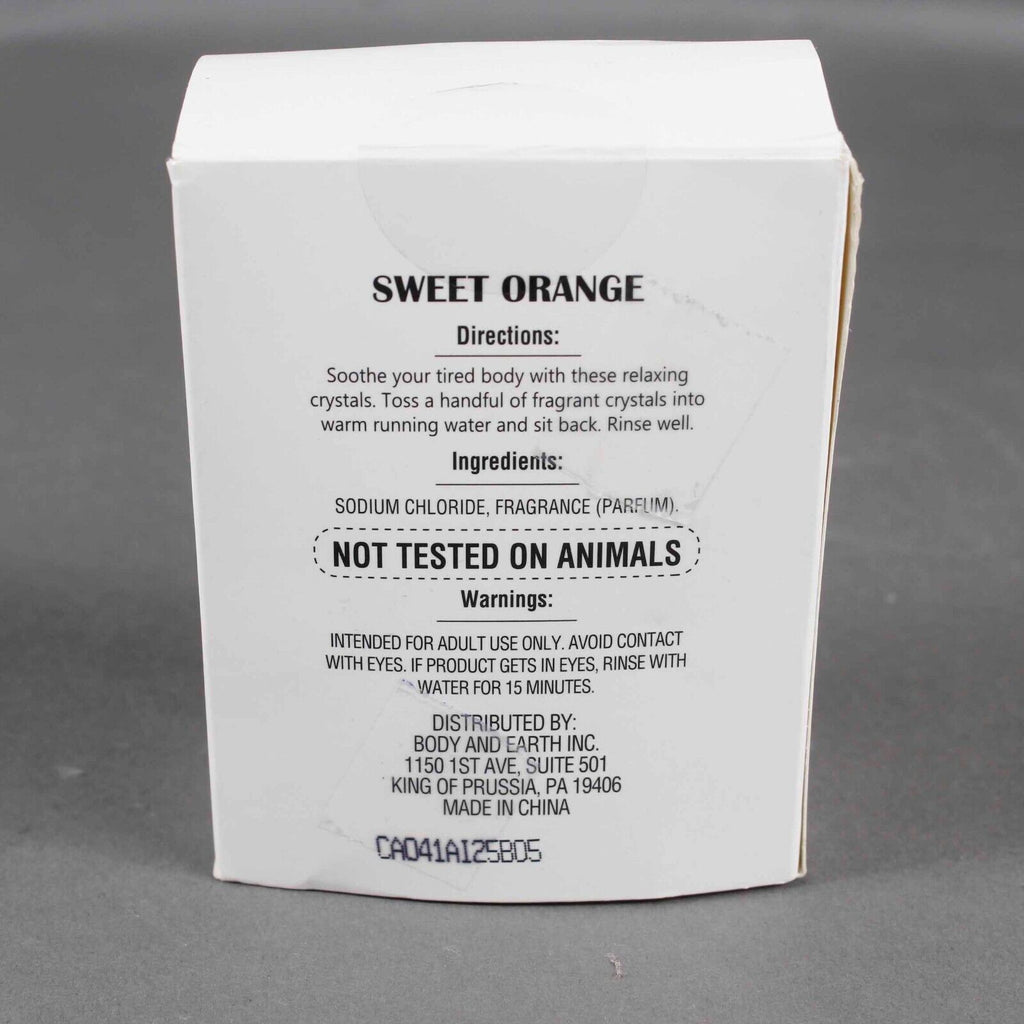 SWEET ORANGE
Directions:
Soothe your tired body with these relaxing
crystals. Toss a handful of fragrant crystals into
warm running water and sit back. Rinse well.
Ingredients:
SODIUM CHLORIDE, FRAGRANCE (PARFUM).
NOT TESTED ON ANIMALS
Warnings:
INTENDED FOR ADULT USE ONLY. AVOID CONTACT
WITH EYES. IF PRODUCT GETS IN EYES, RINSE WITH
WATER FOR 15 MINUTES.
DISTRIBUTED BY:
BODY AND EARTH INC.
1150 1ST AVE, SUITE 501
KING OF PRUSSIA, PA 19406
MADE IN CHINA
CA041AI25B05